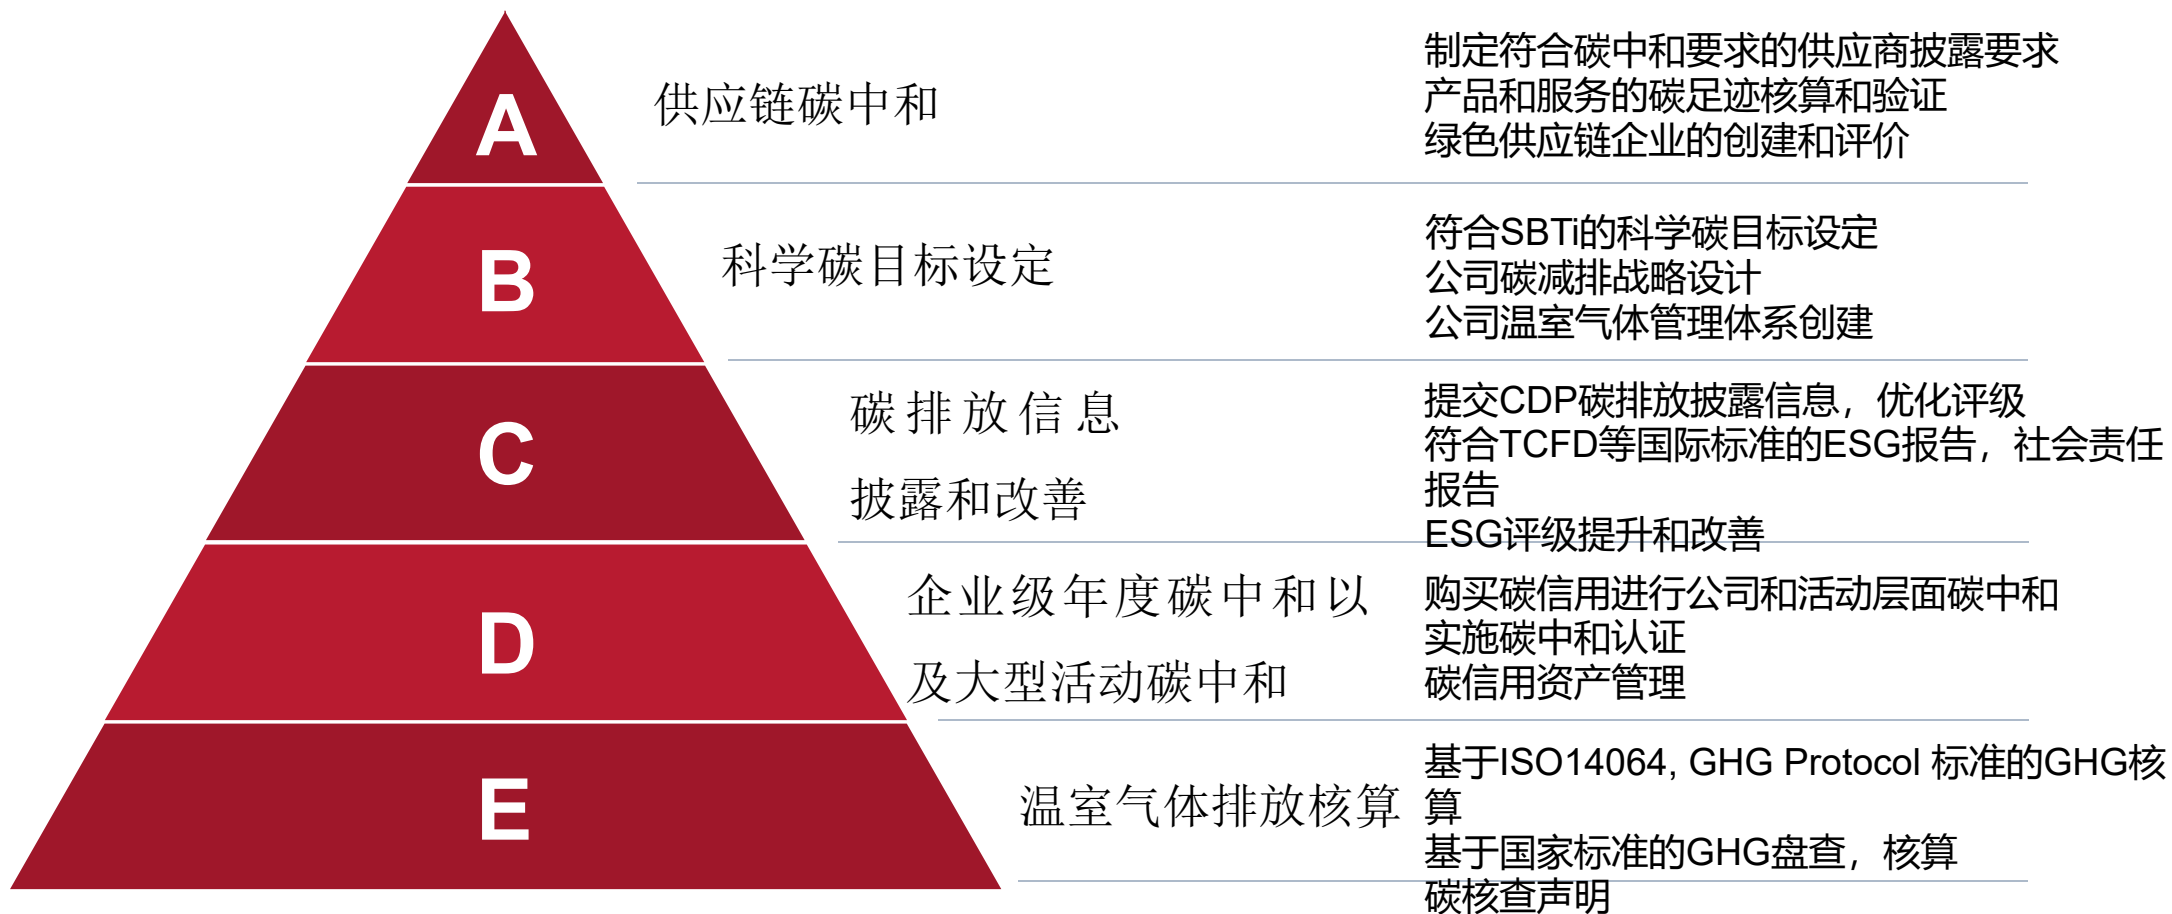 A
供应链碳中和
制定符合碳中和要求的供应商披露要求
产品和服务的碳足迹核算和验证
绿色供应链企业的创建和评价
B
科学碳目标设定
符合SBTi的科学碳目标设定
公司碳减排战略设计
公司温室气体管理体系创建
C
碳排放信息
披露和改善
提交CDP碳排放披露信息，优化评级
符合TCFD等国际标准的ESG报告，社会责任
报告
ESG评级提升和改善
D
企业级年度碳中和以
及大型活动碳中和
购买碳信用进行公司和活动层面碳中和
实施碳中和认证
碳信用资产管理
E
温室气体排放核算
基于ISO14064, GHG Protocol 标准的GHG核
算
基于国家标准的GHG盘查，核算
碳核查声明